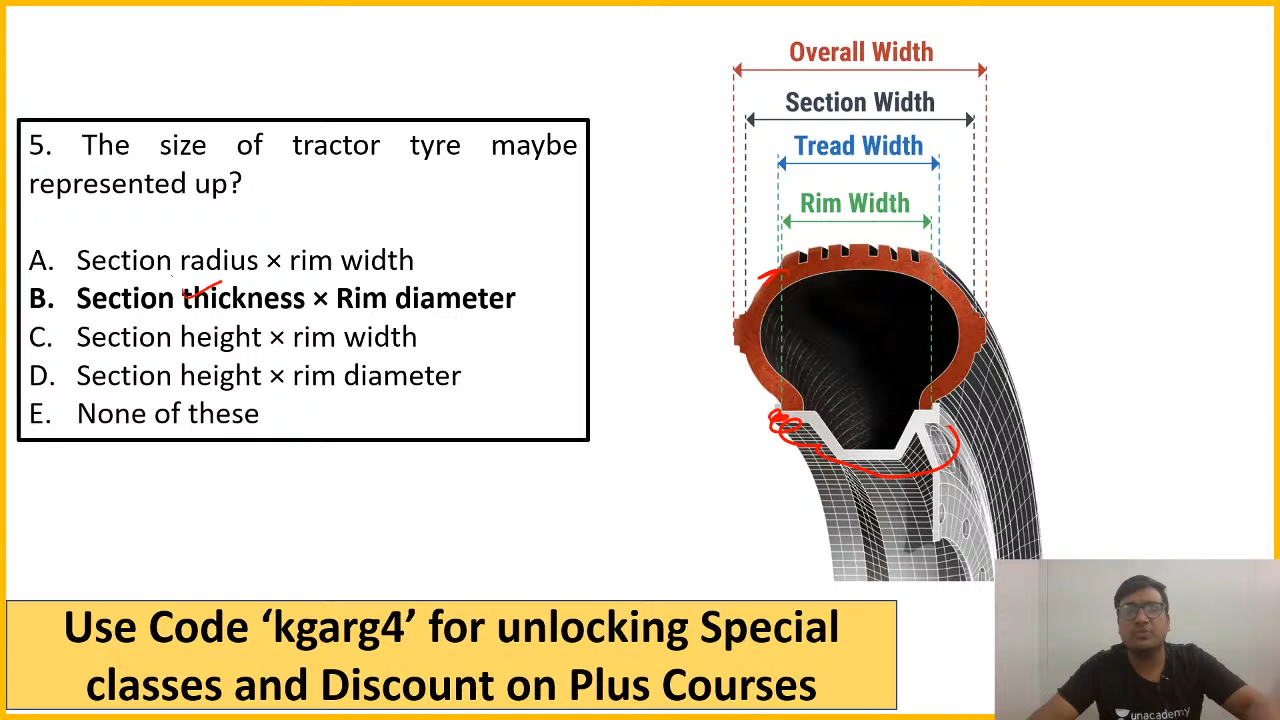 Overall Width
Section Width
Tread Width
Rim Width
5. The size of tractor tyre maybe
represented up?
A. Section radius × rim width
B. Section thickness × Rim diameter
C. Section height × rim width
D. Section height × rim diameter
E. None of these
Use Code ‘kgarg4’ for unlocking Special
classes and Discount on Plus Courses
unacademy